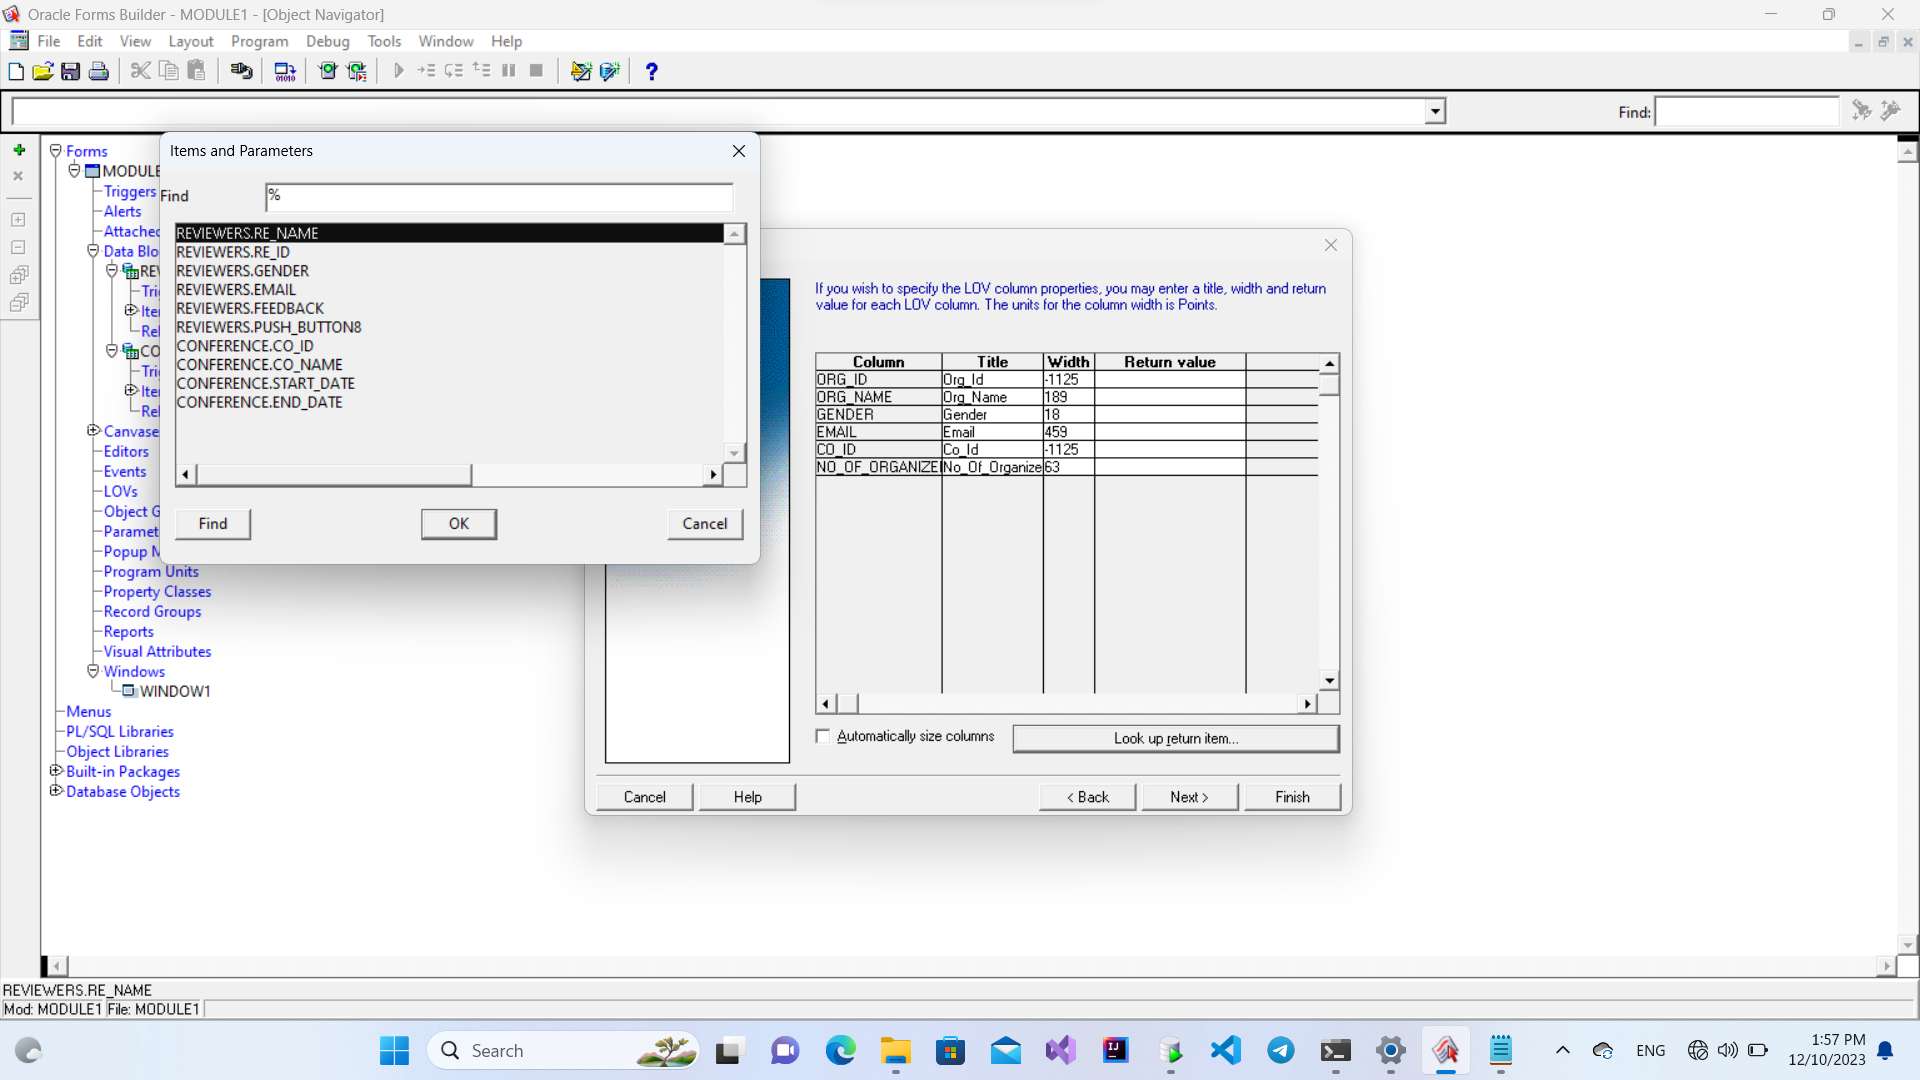 Oracle Forms Builder - MODULE1 - [Object Navigator]
File Edit View Layout Program Debug Tools Window Help
Find:
Items and Parameters
Find %
REVIEWERS.RE_NAME
REVIEWERS.RE_ID
REVIEWERS.GENDER
REVIEWERS.EMAIL
REVIEWERS.FEEDBACK
REVIEWERS.PUSH_BUTTON8
CONFERENCE.CO_ID
CONFERENCE.CO_NAME
CONFERENCE.START_DATE
CONFERENCE.END_DATE
Find OK Cancel
Forms
MODULE
Triggers
Alerts
Attached
Data Blo
REV
Tri
Ite
Rel
CO
Tri
Ite
Rel
Canvase
Editors
Events
LOVs
Object G
Paramet
Popup M
Program Units
Property Classes
Record Groups
Reports
Visual Attributes
Windows
WINDOW1
Menus
PL/SQL Libraries
Object Libraries
Built-in Packages
Database Objects
If you wish to specify the LOV column properties, you may enter a title, width and return
value for each LOV column. The units for the column width is Points.
Column Title Width Return value
ORG_ID Org_Id -1125
ORG_NAME Org_Name 189
GENDER Gender 18
EMAIL Email 459
CO_ID Co_Id -1125
NO_OF_ORGANIZE No_Of_Organize 63
Automatically size columns Look up return item...
Cancel Help < Back Next > Finish
REVIEWERS.RE_NAME
Mod: MODULE1 File: MODULE1
Search
ENG
1:57 PM
12/10/2023